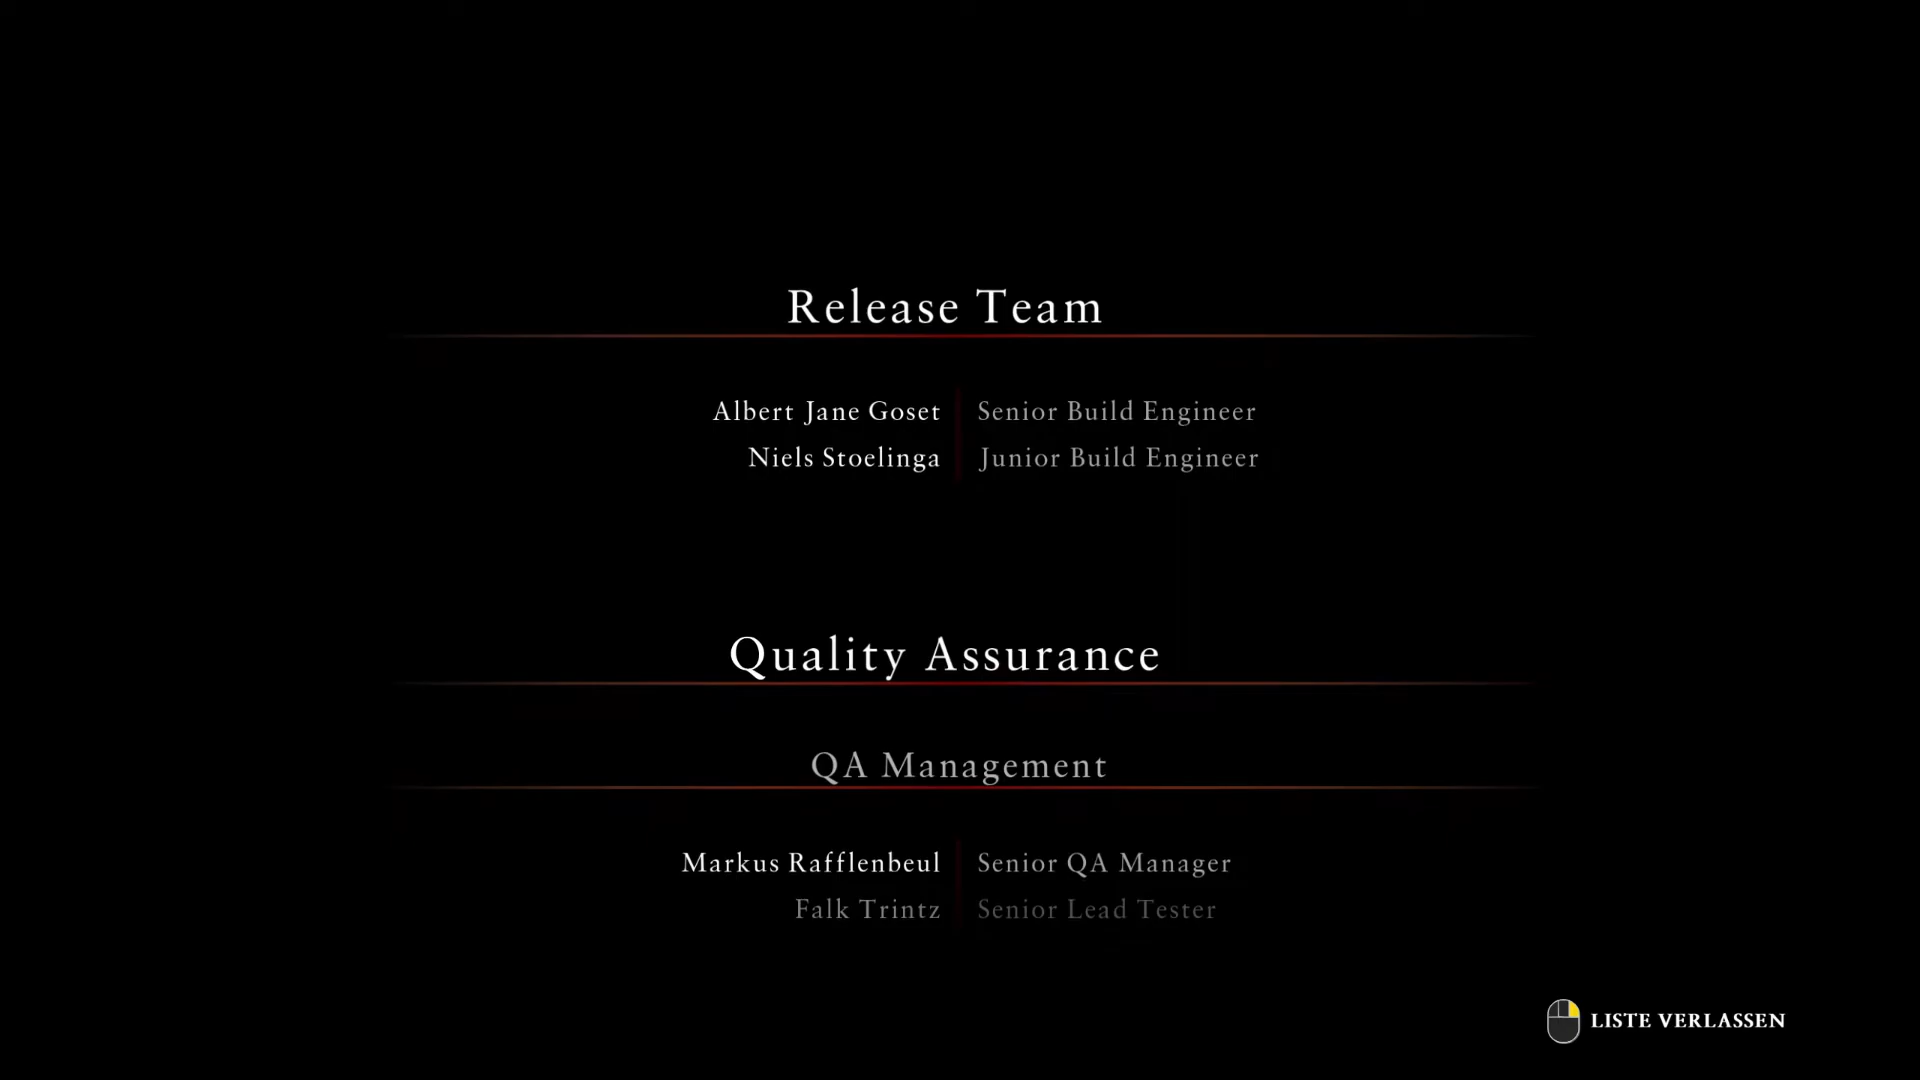 Release Team
Albert Jane Goset Senior Build Engineer
Niels Stoelinga Junior Build Engineer
Quality Assurance
QA Management
Markus Rafflenbeul Senior QA Manager
Falk Trintz Senior Lead Tester
LISTE VERLASSEN